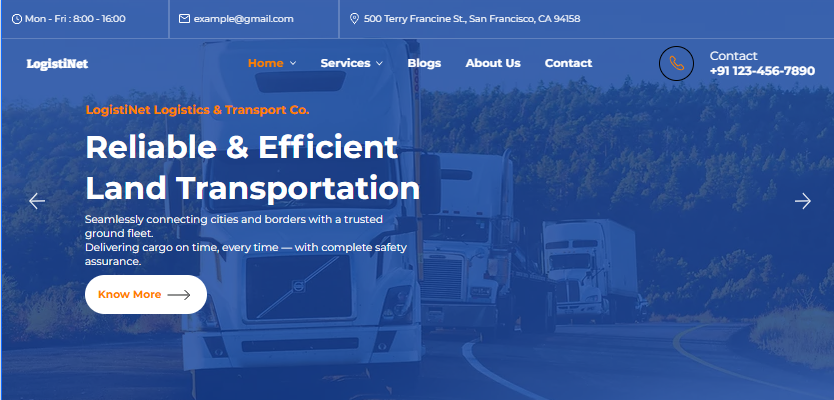 Mon - Fri : 8:00 - 16:00
example@gmail.com
500 Terry Francine St., San Francisco, CA 94158
LogistiNet
Home
Services
Blogs
About Us
Contact
Contact
+91 123-456-7890
LogistiNet Logistics & Transport Co.
Reliable & Efficient
Land Transportation
Seamlessly connecting cities and borders with a trusted
ground fleet.
Delivering cargo on time, every time — with complete safety
assurance.
Know More